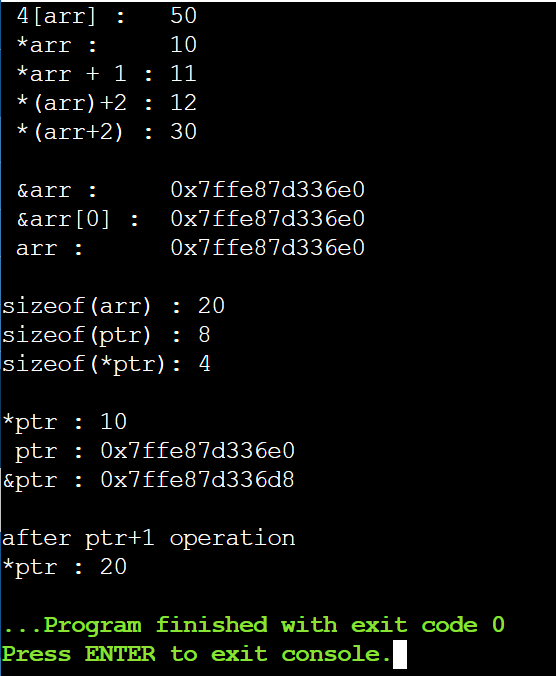 4[arr] :   50
*arr :     10
*arr + 1 : 11
*(arr)+2 : 12
*(arr+2) : 30
&arr :     0x7ffe87d336e0
&arr[0] :  0x7ffe87d336e0
arr :      0x7ffe87d336e0
sizeof(arr) : 20
sizeof(ptr) : 8
sizeof(*ptr): 4
*ptr : 10
ptr : 0x7ffe87d336e0
&ptr : 0x7ffe87d336d8
after ptr+1 operation
*ptr : 20
...Program finished with exit code 0
Press ENTER to exit console.